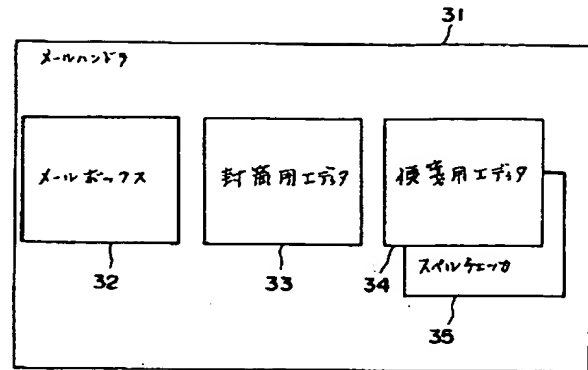 31
メールハンドラ
メールボックス
封筒用エディタ
便箋用エディタ
32
33
34
スペルチェッカ
35